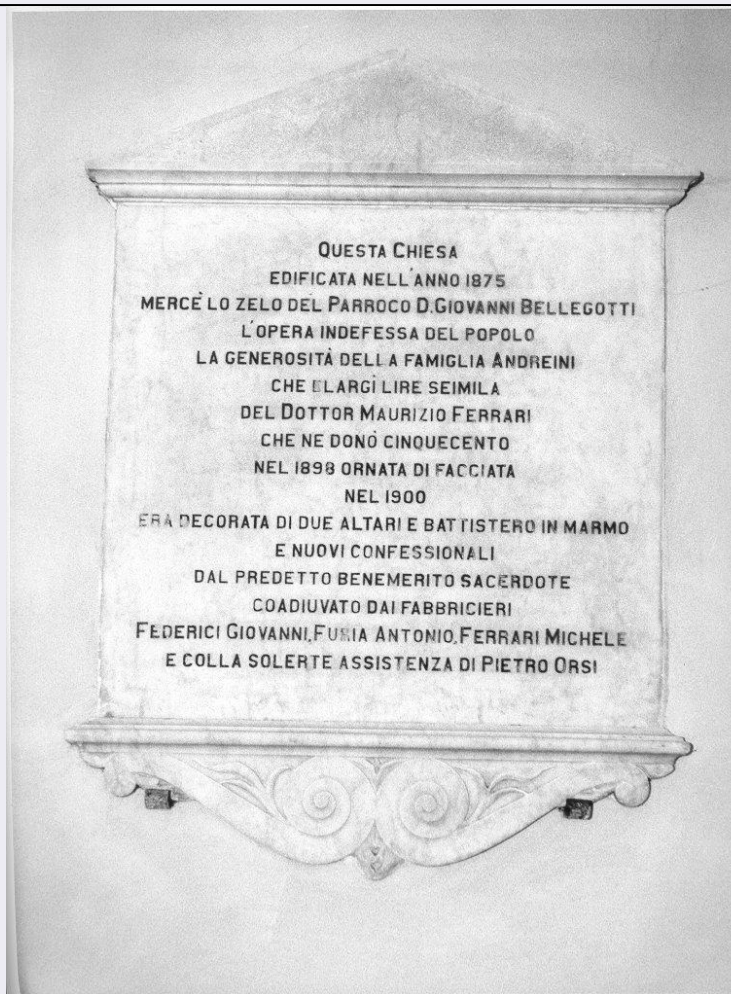 QUESTA CHIESA
EDIFICATA NELL'ANNO 1875
MERCÈ LO ZELO DEL PARROCO D. GIOVANNI BELLEGOTTI
L'OPERA INDEFESSA DEL POPOLO
LA GENEROSITÀ DELLA FAMIGLIA ANDREINI
CHE ELARGÌ LIRE SEIMILA
DEL DOTTOR MAURIZIO FERRARI
CHE NE DONÒ CINQUECENTO
NEL 1898 ORNATA DI FACCIATA
NEL 1900
ERA DECORATA DI DUE ALTARI E BATTISTERO IN MARMO
E NUOVI CONFESSIONALI
DAL PREDETTO BENEMERITO SACERDOTE
COADIUVATO DAI FABBRICIERI
FEDERICI GIOVANNI, FURIA ANTONIO, FERRARI MICHELE
E COLLA SOLERTE ASSISTENZA DI PIETRO ORSI